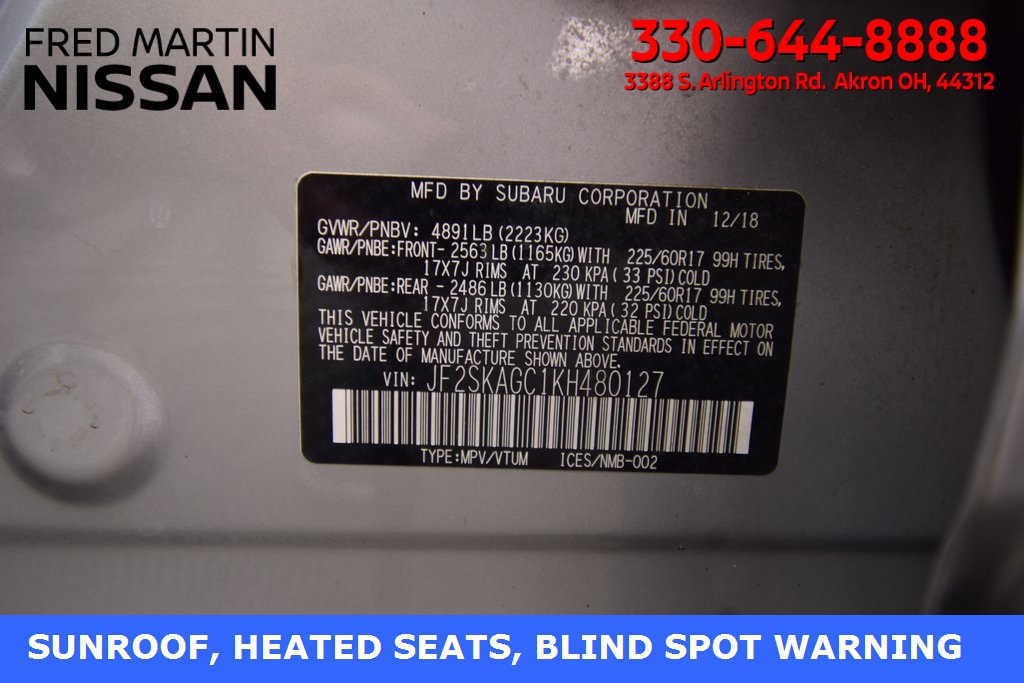 FRED MARTIN
NISSAN
330-644-8888
3388 S. Arlington Rd. Akron OH, 44312
MFD BY SUBARU CORPORATION
MFD IN 12/18
GVWR/PNBV: 4891LB (2223KG)
GAWR/PNBE:FRONT- 2563 LB (1165KG) WITH 225/60R17 99H TIRES,
17X7J RIMS AT 230 KPA ( 33 PSI) COLD
GAWR/PNBE:REAR - 2486 LB (1130KG) WITH 225/60R17 99H TIRES,
17X7J RIMS AT 220 KPA ( 32 PSI) COLD
THIS VEHICLE CONFORMS TO ALL APPLICABLE FEDERAL MOTOR
VEHICLE SAFETY AND THEFT PREVENTION STANDARDS IN EFFECT ON
THE DATE OF MANUFACTURE SHOWN ABOVE.
VIN: JF2SKAGC1KH480127
TYPE:MPV/VTUM ICES/NMB-002
SUNROOF, HEATED SEATS, BLIND SPOT WARNING